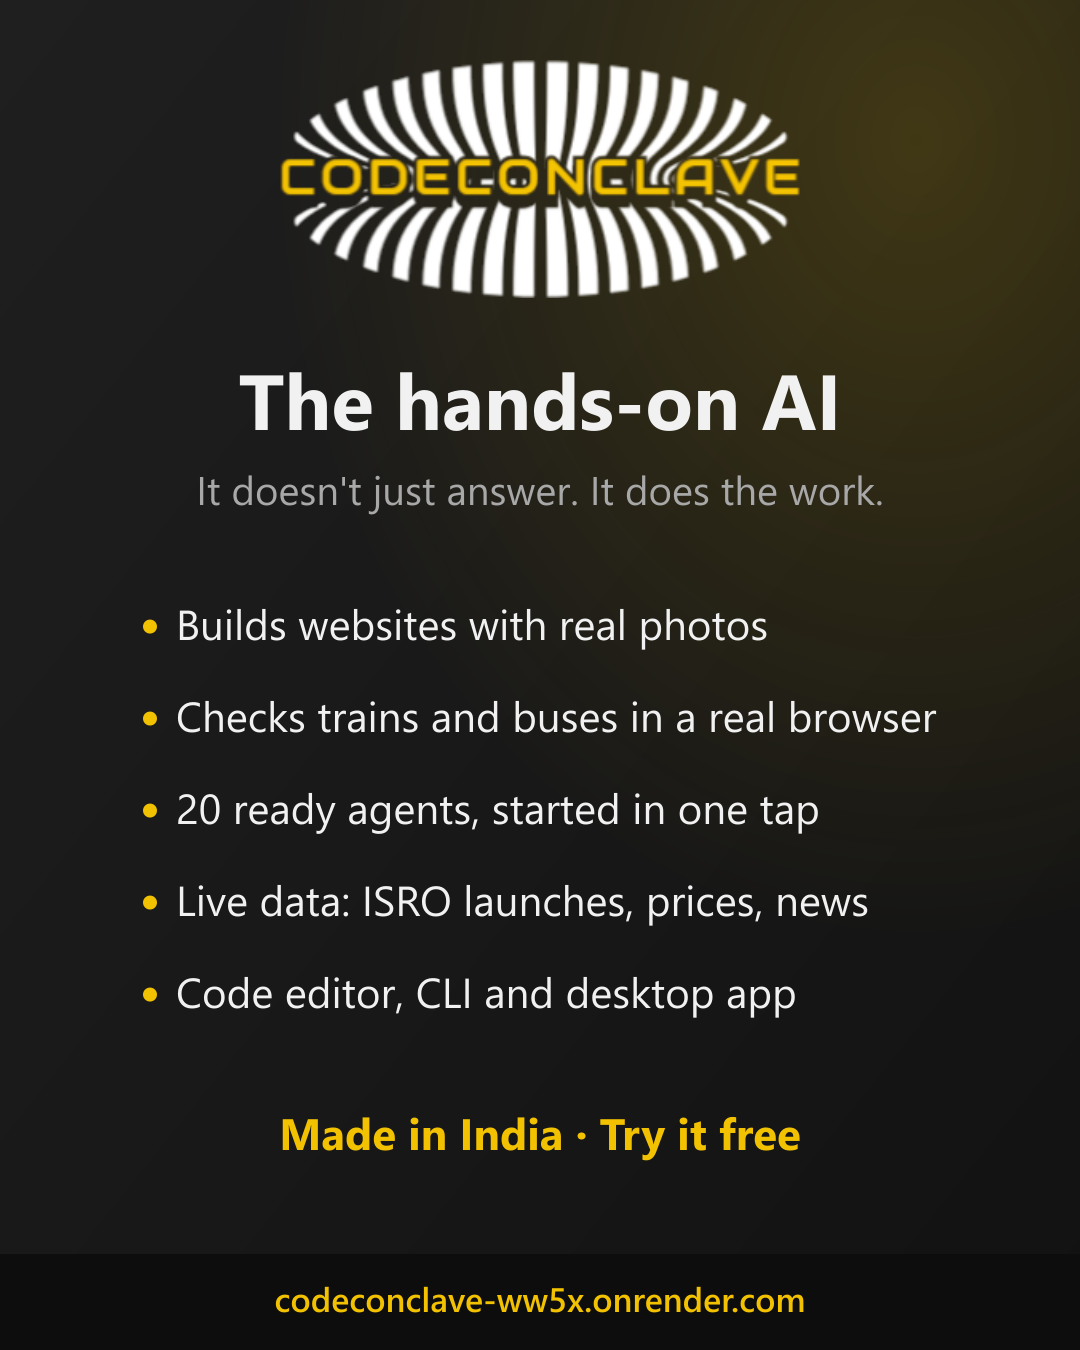 CODECONCLAVE
The hands-on AI
It doesn't just answer. It does the work.
• Builds websites with real photos
• Checks trains and buses in a real browser
• 20 ready agents, started in one tap
• Live data: ISRO launches, prices, news
• Code editor, CLI and desktop app
Made in India · Try it free
codeconclave-ww5x.onrender.com